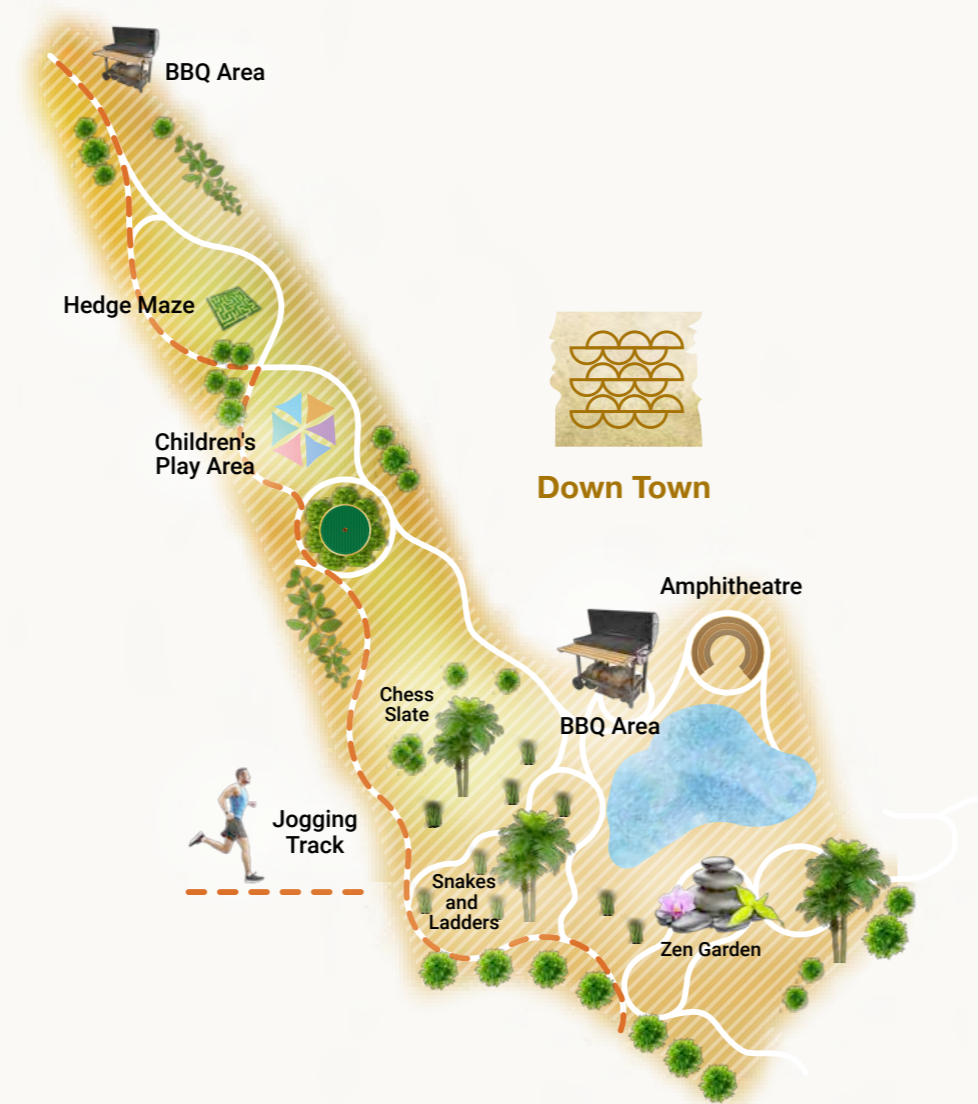 BBQ Area
Hedge Maze
Children's
Play Area
Down Town
Amphitheatre
Chess
Slate
BBQ Area
Jogging
Track
Snakes
and
Ladders
Zen Garden